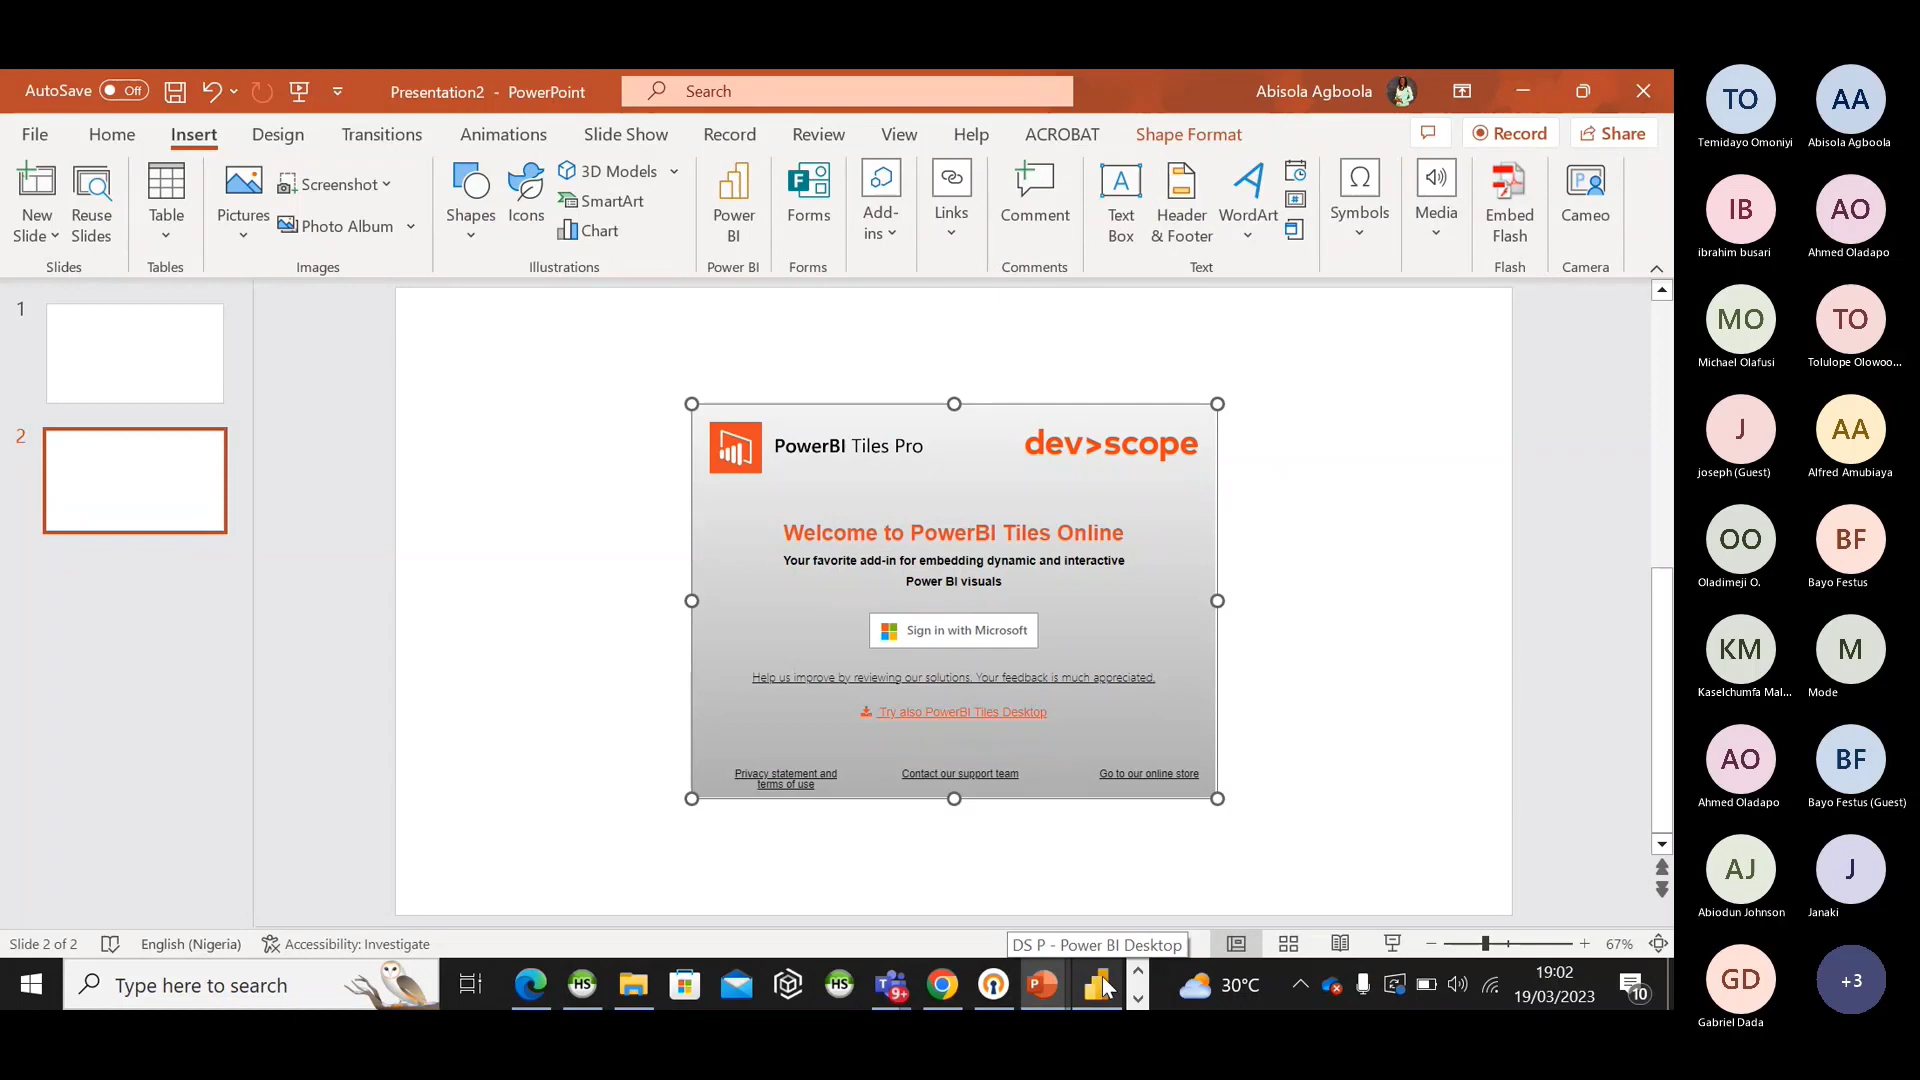 AutoSave Off
Presentation2 - PowerPoint
Search
Abisola Agboola
File Home Insert Design Transitions Animations Slide Show Record Review View Help ACROBAT Shape Format
Record
Share
New Slide
Reuse Slides
Slides
Table
Tables
Pictures
Screenshot
Photo Album
Images
Shapes
Icons
3D Models
SmartArt
Chart
Illustrations
Power BI
Power BI
Forms
Forms
Add-ins
Links
Comment
Comments
Text Box
Header & Footer
WordArt
Text
Symbols
Media
Embed Flash
Flash
Cameo
Camera
1
2
PowerBI Tiles Pro
dev>scope
Welcome to PowerBI Tiles Online
Your favorite add-in for embedding dynamic and interactive
Power BI visuals
Sign in with Microsoft
Help us improve by reviewing our solutions. Your feedback is much appreciated.
Try also PowerBI Tiles Desktop
Privacy statement and
terms of use
Contact our support team
Go to our online store
Slide 2 of 2
English (Nigeria)
Accessibility: Investigate
DS P - Power BI Desktop
67%
Type here to search
HS
HS
9+
P
30°C
19:02
19/03/2023
10
TO AA
Temidayo Omoniyi Abisola Agboola
IB AO
ibrahim busari Ahmed Oladapo
MO TO
Michael Olafusi Tolulope Olowoo...
J AA
joseph (Guest) Alfred Amubiaya
OO BF
Oladimeji O. Bayo Festus
KM M
Kaselchumfa Mal... Mode
AO BF
Ahmed Oladapo Bayo Festus (Guest)
AJ J
Abiodun Johnson Janaki
GD +3
Gabriel Dada